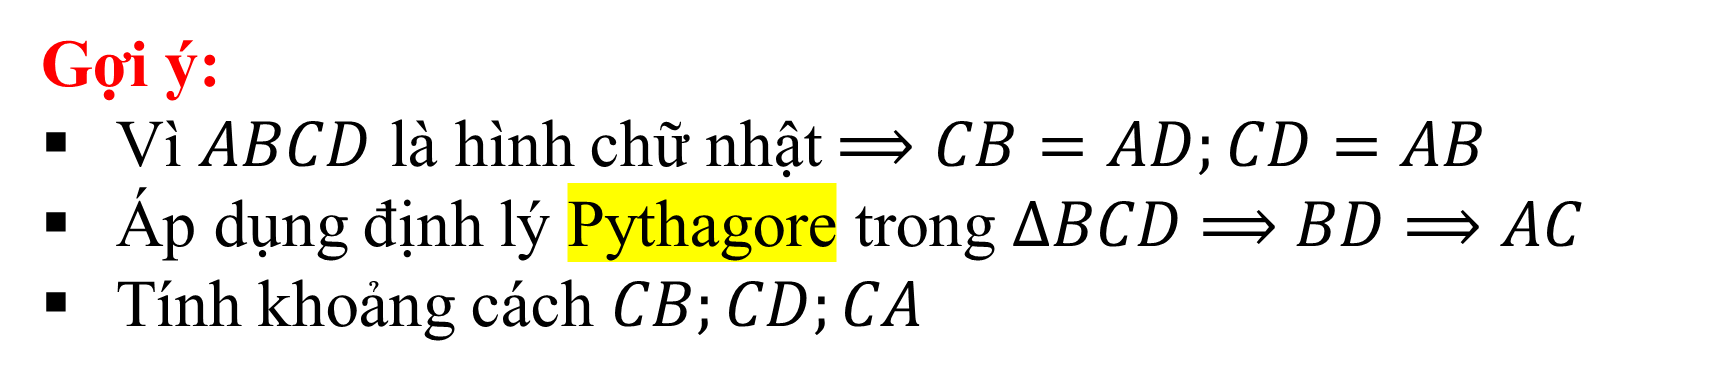 Gợi ý:
▪ Vì 𝐴𝐵𝐶𝐷 là hình chữ nhật ⟹ 𝐶𝐵 = 𝐴𝐷; 𝐶𝐷 = 𝐴𝐵
▪ Áp dụng định lý Pythagore trong Δ𝐵𝐶𝐷 ⟹ 𝐵𝐷 ⟹ 𝐴𝐶
▪ Tính khoảng cách 𝐶𝐵; 𝐶𝐷; 𝐶𝐴